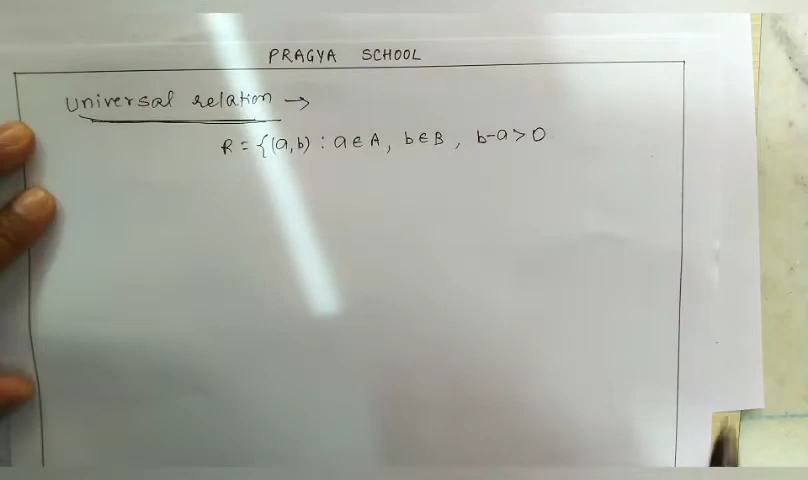 PRAGYA SCHOOL
Universal relation →
R = {(a,b) : a ∈ A, b ∈ B, b-a > 0